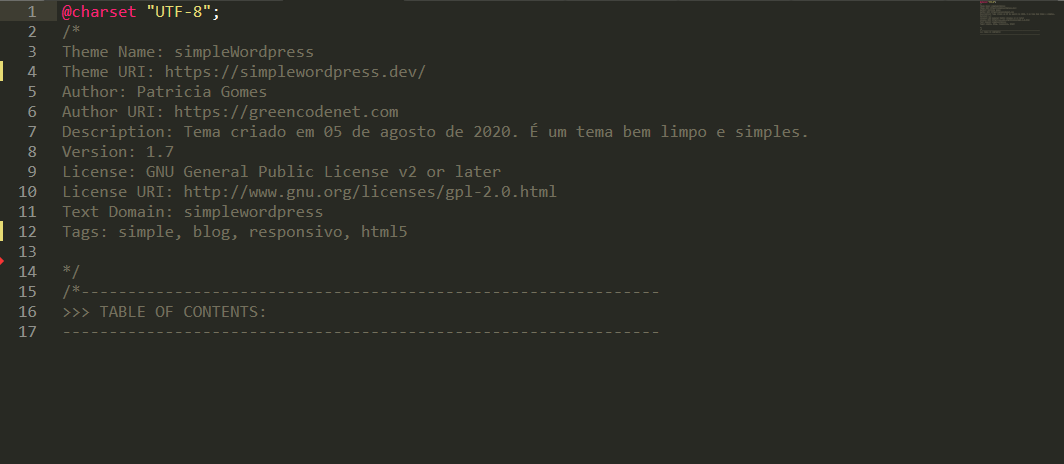 1 @charset "UTF-8";
2 /*
3 Theme Name: simpleWordpress
4 Theme URI: https://simplewordpress.dev/
5 Author: Patricia Gomes
6 Author URI: https://greencodenet.com
7 Description: Tema criado em 05 de agosto de 2020. É um tema bem limpo e simples.
8 Version: 1.7
9 License: GNU General Public License v2 or later
10 License URI: http://www.gnu.org/licenses/gpl-2.0.html
11 Text Domain: simplewordpress
12 Tags: simple, blog, responsivo, html5
13
14 */
15 /*--------------------------------------------------------------
16 >>> TABLE OF CONTENTS:
17 ----------------------------------------------------------------